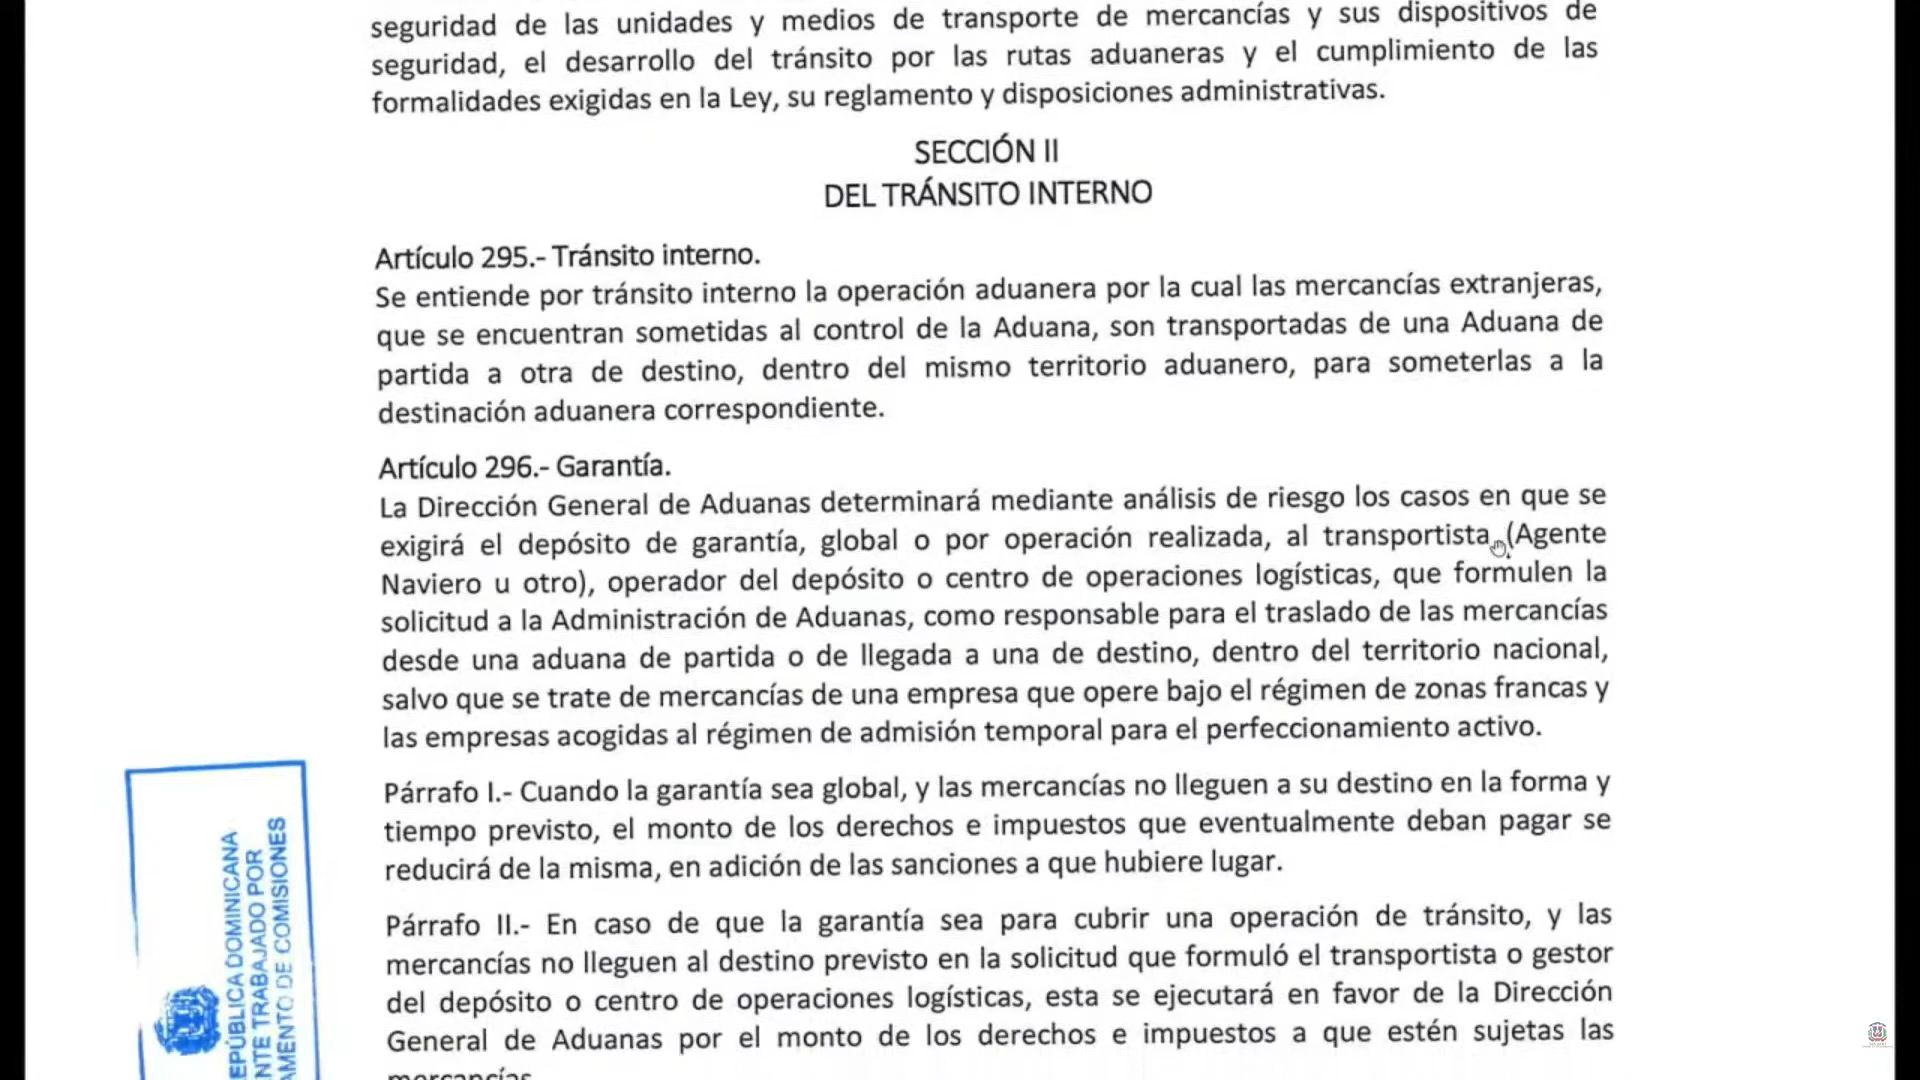 seguridad de las unidades y medios de transporte de mercancías y sus dispositivos de
seguridad, el desarrollo del tránsito por las rutas aduaneras y el cumplimiento de las
formalidades exigidas en la Ley, su reglamento y disposiciones administrativas.
SECCIÓN II
DEL TRÁNSITO INTERNO
Artículo 295.- Tránsito interno.
Se entiende por tránsito interno la operación aduanera por la cual las mercancías extranjeras,
que se encuentran sometidas al control de la Aduana, son transportadas de una Aduana de
partida a otra de destino, dentro del mismo territorio aduanero, para someterlas a la
destinación aduanera correspondiente.
Artículo 296.- Garantía.
La Dirección General de Aduanas determinará mediante análisis de riesgo los casos en que se
exigirá el depósito de garantía, global o por operación realizada, al transportista (Agente
Naviero u otro), operador del depósito o centro de operaciones logísticas, que formulen la
solicitud a la Administración de Aduanas, como responsable para el traslado de las mercancías
desde una aduana de partida o de llegada a una de destino, dentro del territorio nacional,
salvo que se trate de mercancías de una empresa que opere bajo el régimen de zonas francas y
las empresas acogidas al régimen de admisión temporal para el perfeccionamiento activo.
Párrafo I.- Cuando la garantía sea global, y las mercancías no lleguen a su destino en la forma y
tiempo previsto, el monto de los derechos e impuestos que eventualmente deban pagar se
reducirá de la misma, en adición de las sanciones a que hubiere lugar.
Párrafo II.- En caso de que la garantía sea para cubrir una operación de tránsito, y las
mercancías no lleguen al destino previsto en la solicitud que formuló el transportista o gestor
del depósito o centro de operaciones logísticas, esta se ejecutará en favor de la Dirección
General de Aduanas por el monto de los derechos e impuestos a que estén sujetas las
mercancías.
EPÚBLICA DOMINICANA
NTE TRABAJADO POR
AMENTO DE COMISIONES